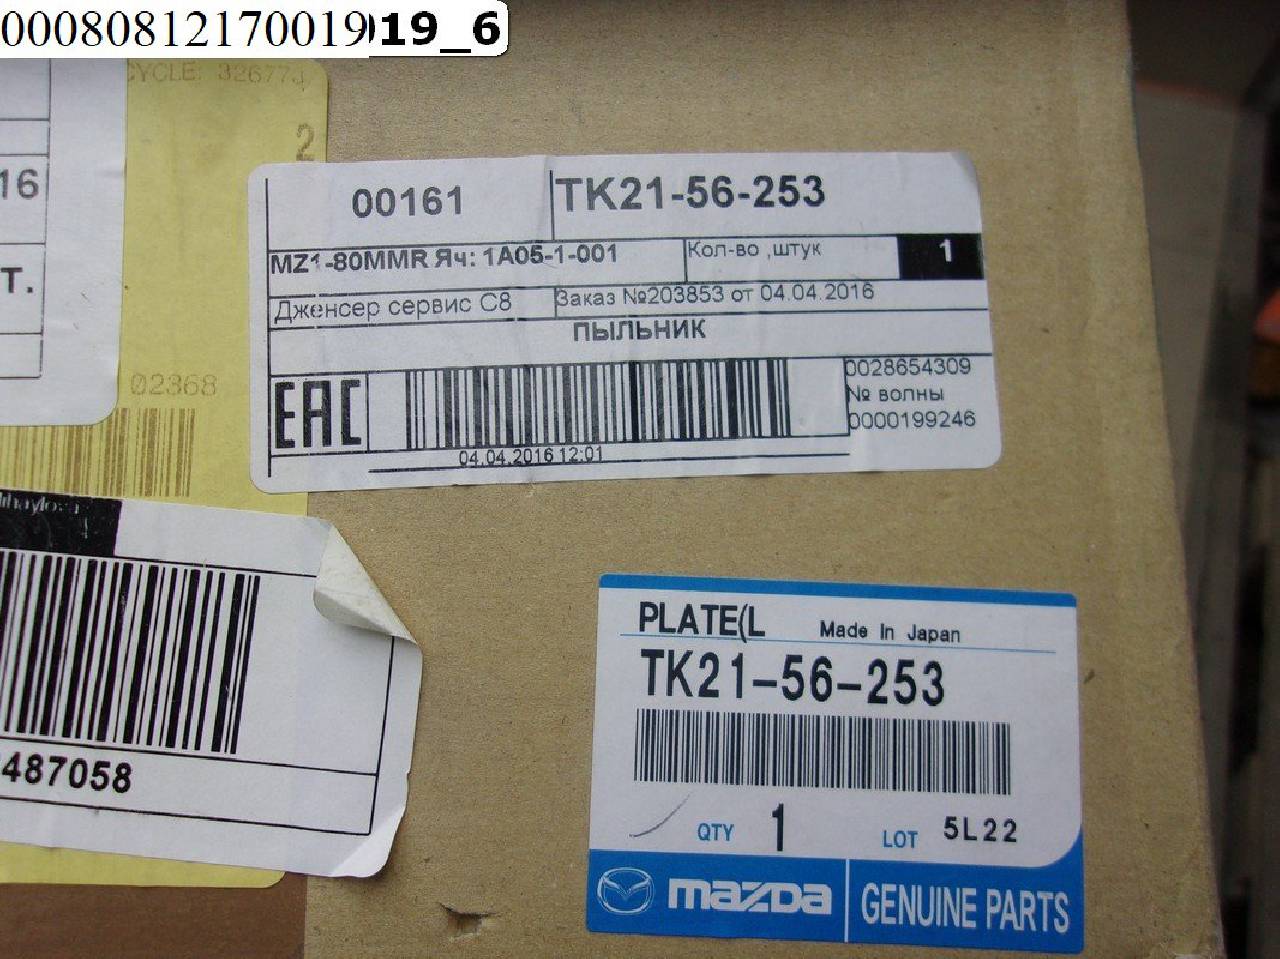 00080812170019
19_6
CYCLE: 326773
2
16
T.
02368
00161 TK21-56-253
MZ1-80MMR Яч: 1A05-1-001 Кол-во ,штук 1
Дженсер сервис С8 Заказ №203853 от 04.04.2016
ПЫЛЬНИК
EAC
0028654309
№ волны
0000199246
04.04.2016 12:01
487058
PLATE(L Made In Japan
TK21-56-253
QTY 1 LOT 5L22
mazda GENUINE PARTS